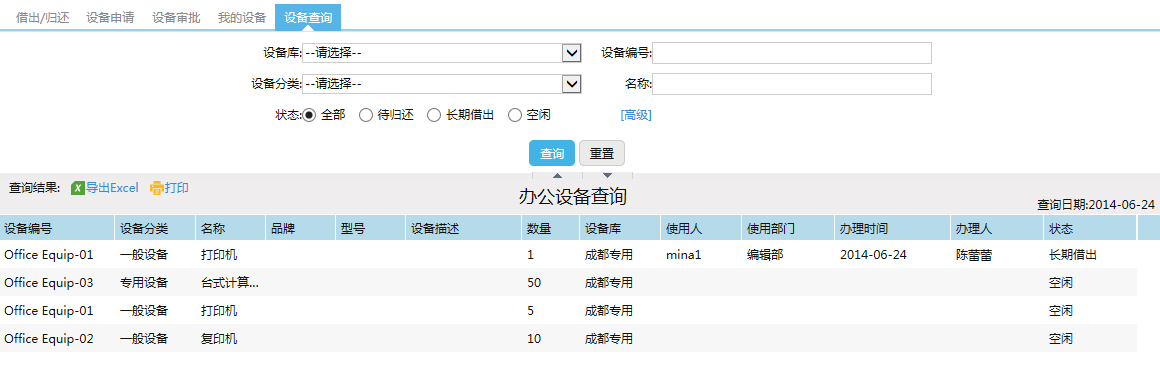 借出/归还 设备申请 设备审批 我的设备 设备查询
设备库: --请选择-- 设备编号:
设备分类: --请选择-- 名称:
状态: 全部 待归还 长期借出 空闲 [高级]
查询 重置
查询结果: 导出Excel 打印
办公设备查询
查询日期:2014-06-24
设备编号 设备分类 名称 品牌 型号 设备描述 数量 设备库 使用人 使用部门 办理时间 办理人 状态
Office Equip-01 一般设备 打印机 1 成都专用 mina1 编辑部 2014-06-24 陈蕾蕾 长期借出
Office Equip-03 专用设备 台式计算... 50 成都专用 空闲
Office Equip-01 一般设备 打印机 5 成都专用 空闲
Office Equip-02 一般设备 复印机 10 成都专用 空闲